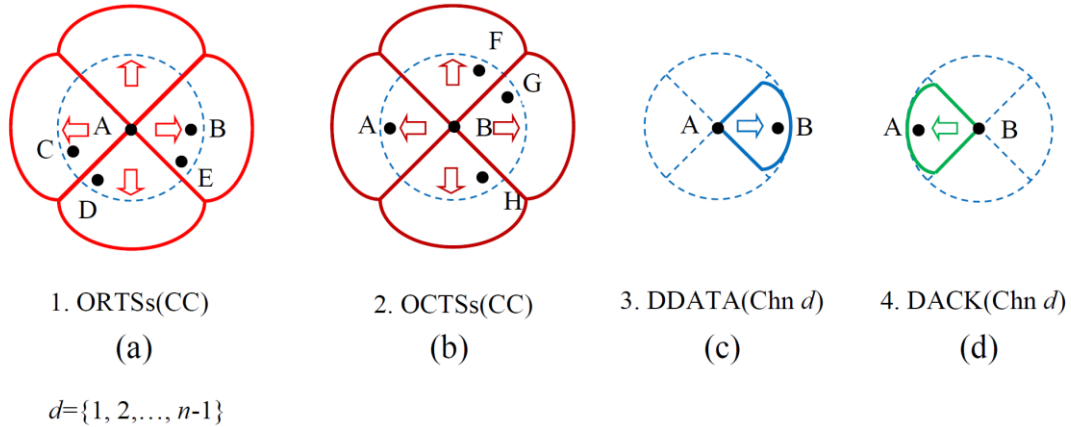 A
B
C
D
E
1. ORTSs(CC)
(a)
F
G
A
B
H
2. OCTSs(CC)
(b)
A
B
3. DDATA(Chn d)
(c)
A
B
4. DACK(Chn d)
(d)
d={1, 2,…, n-1}